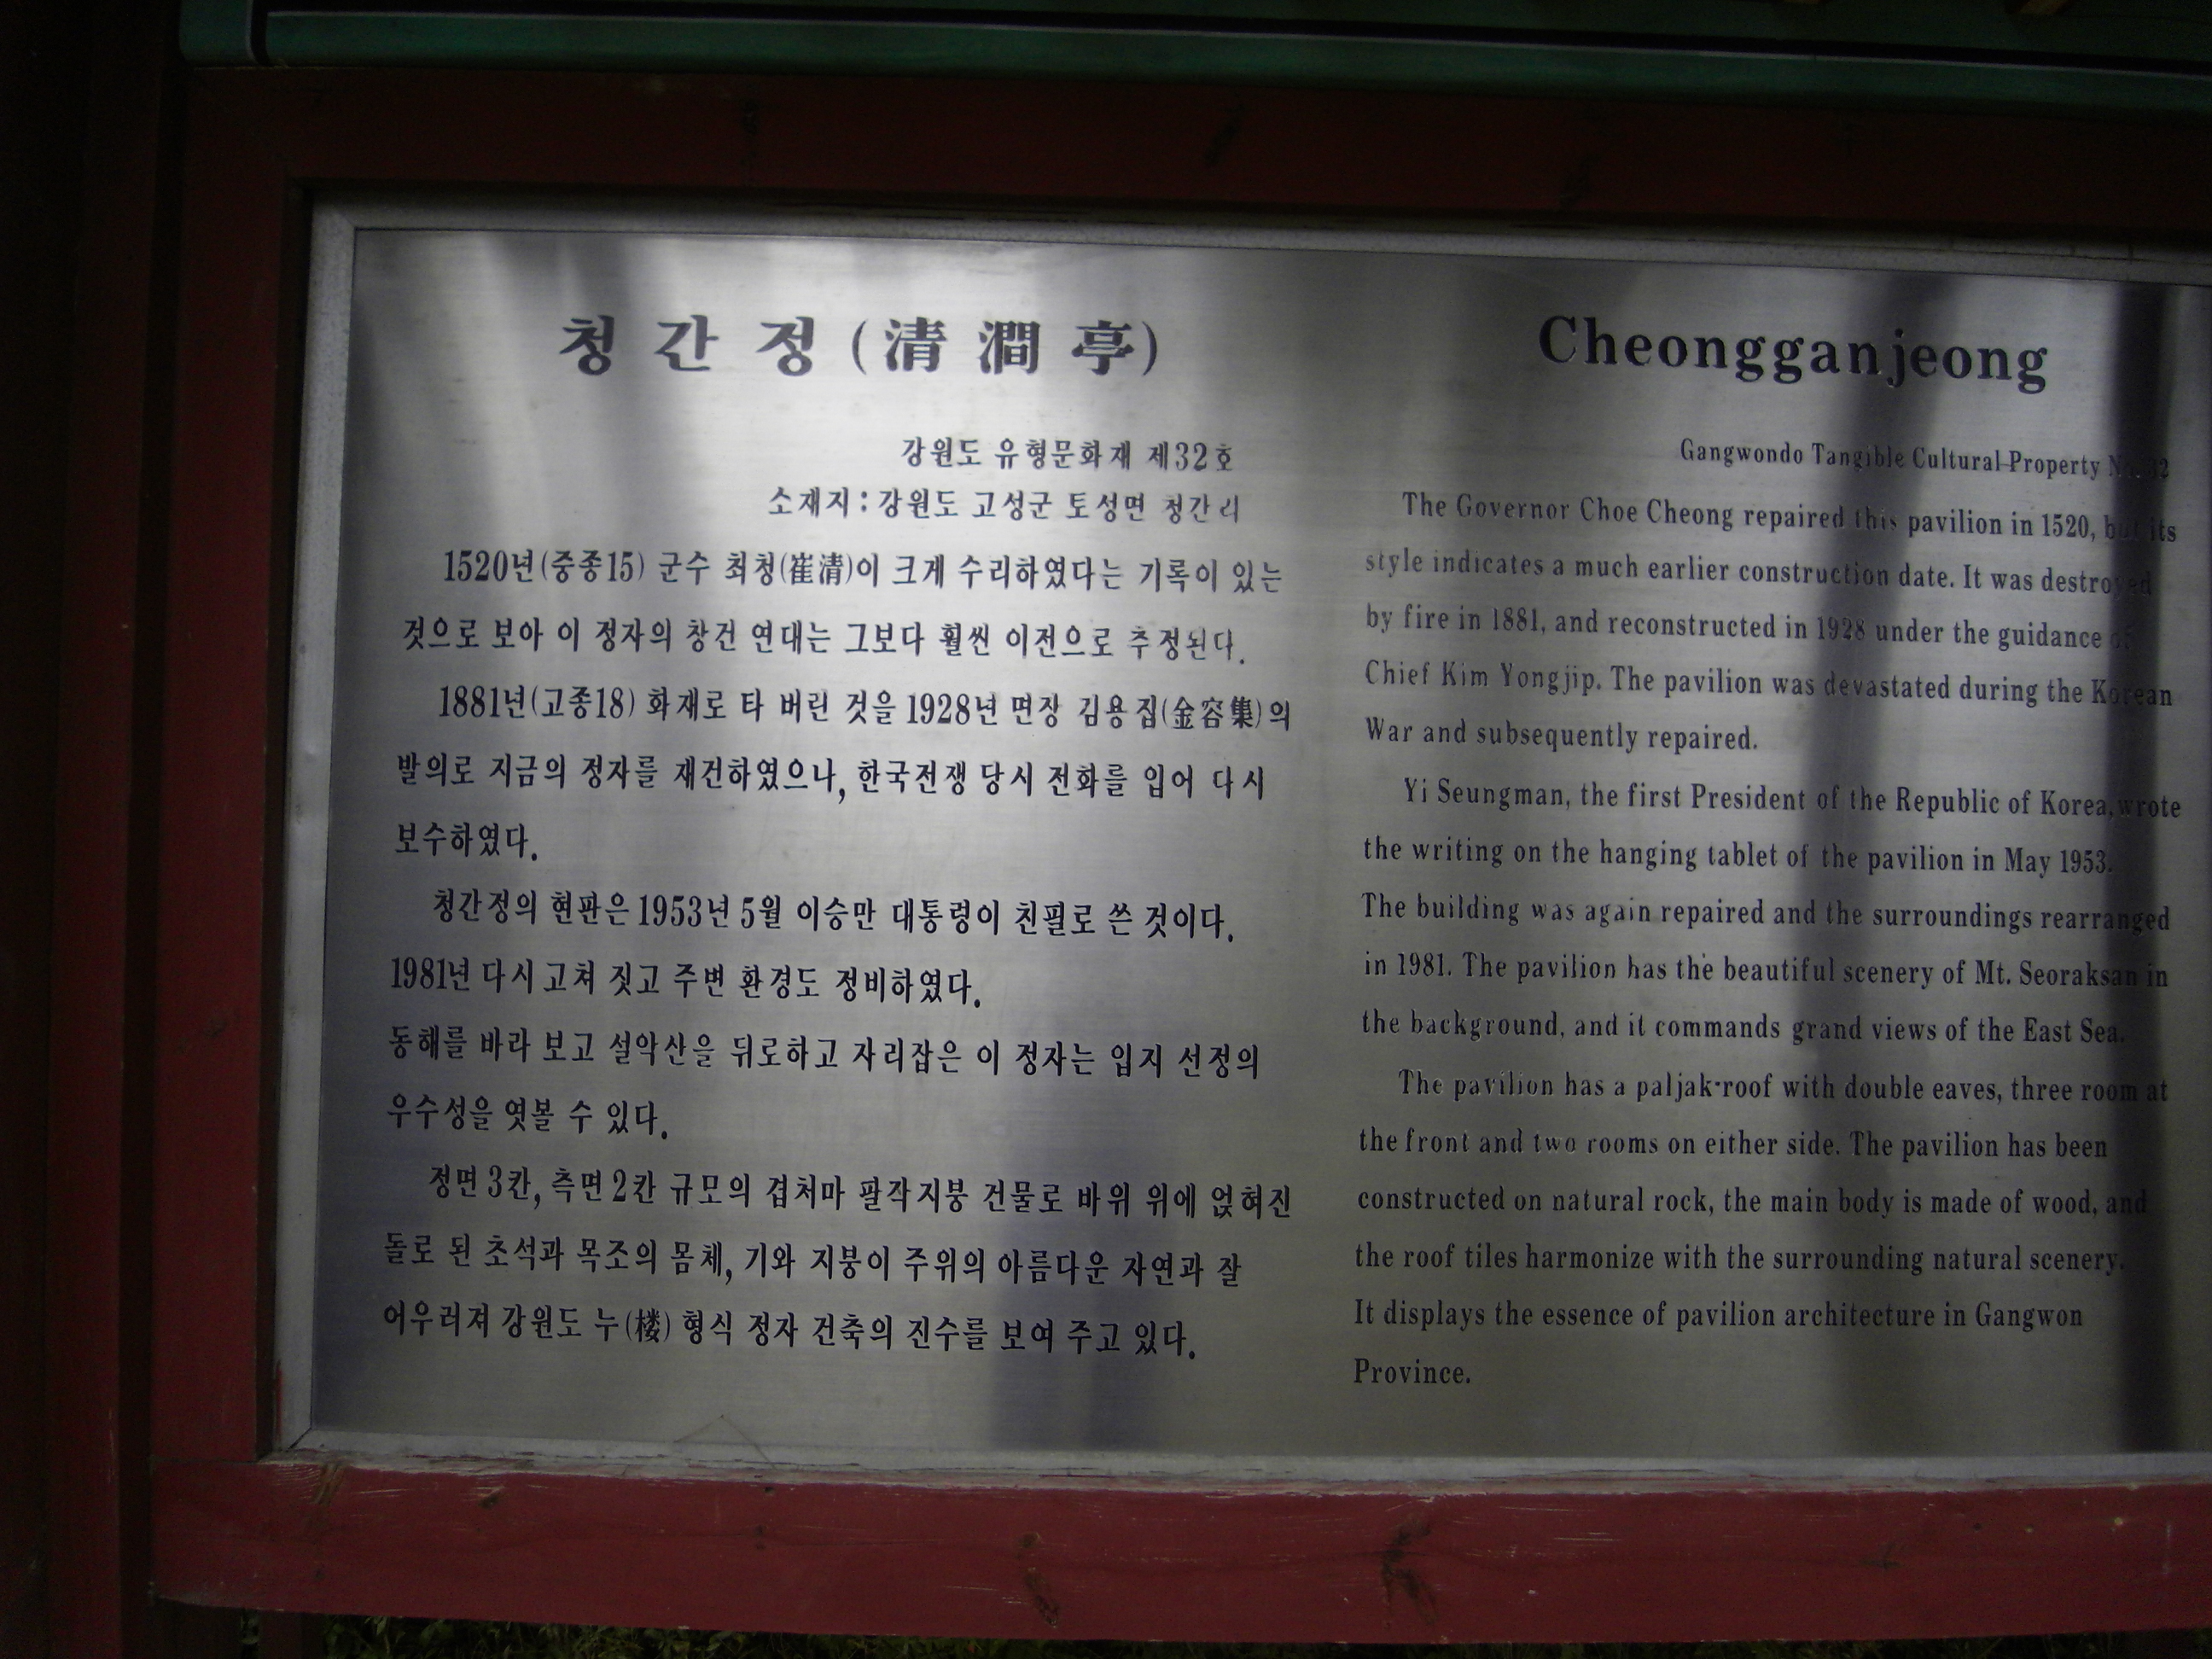 청간정(清澗亭)
강원도 유형문화재 제32호
소재지 : 강원도 고성군 토성면 청간리
1520년(중종15) 군수 최청(崔清)이 크게 수리하였다는 기록이 있는
것으로 보아 이 정자의 창건 연대는 그보다 훨씬 이전으로 추정된다.
1881년(고종18) 화재로 타 버린 것을 1928년 면장 김용집(金容集)의
발의로 지금의 정자를 재건하였으나, 한국전쟁 당시 전화를 입어 다시
보수하였다.
청간정의 현판은 1953년 5월 이승만 대통령이 친필로 쓴 것이다.
1981년 다시 고쳐 짓고 주변 환경도 정비하였다.
동해를 바라 보고 설악산을 뒤로하고 자리잡은 이 정자는 입지 선정의
우수성을 엿볼 수 있다.
정면 3칸, 측면 2칸 규모의 겹처마 팔작지붕 건물로 바위 위에 얹혀진
돌로 된 초석과 목조의 몸체, 기와 지붕이 주위의 아름다운 자연과 잘
어우러져 강원도 누(楼) 형식 정자 건축의 진수를 보여 주고 있다.
Cheongganjeong
Gangwondo Tangible Cultural Property No. 32
The Governor Choe Cheong repaired this pavilion in 1520, but its
style indicates a much earlier construction date. It was destroyed
by fire in 1881, and reconstructed in 1928 under the guidance of
Chief Kim Yongjip. The pavilion was devastated during the Korean
War and subsequently repaired.
Yi Seungman, the first President of the Republic of Korea, wrote
the writing on the hanging tablet of the pavilion in May 1953.
The building was again repaired and the surroundings rearranged
in 1981. The pavilion has the beautiful scenery of Mt. Seoraksan in
the background, and it commands grand views of the East Sea.
The pavilion has a paljak-roof with double eaves, three room at
the front and two rooms on either side. The pavilion has been
constructed on natural rock, the main body is made of wood, and
the roof tiles harmonize with the surrounding natural scenery.
It displays the essence of pavilion architecture in Gangwon
Province.